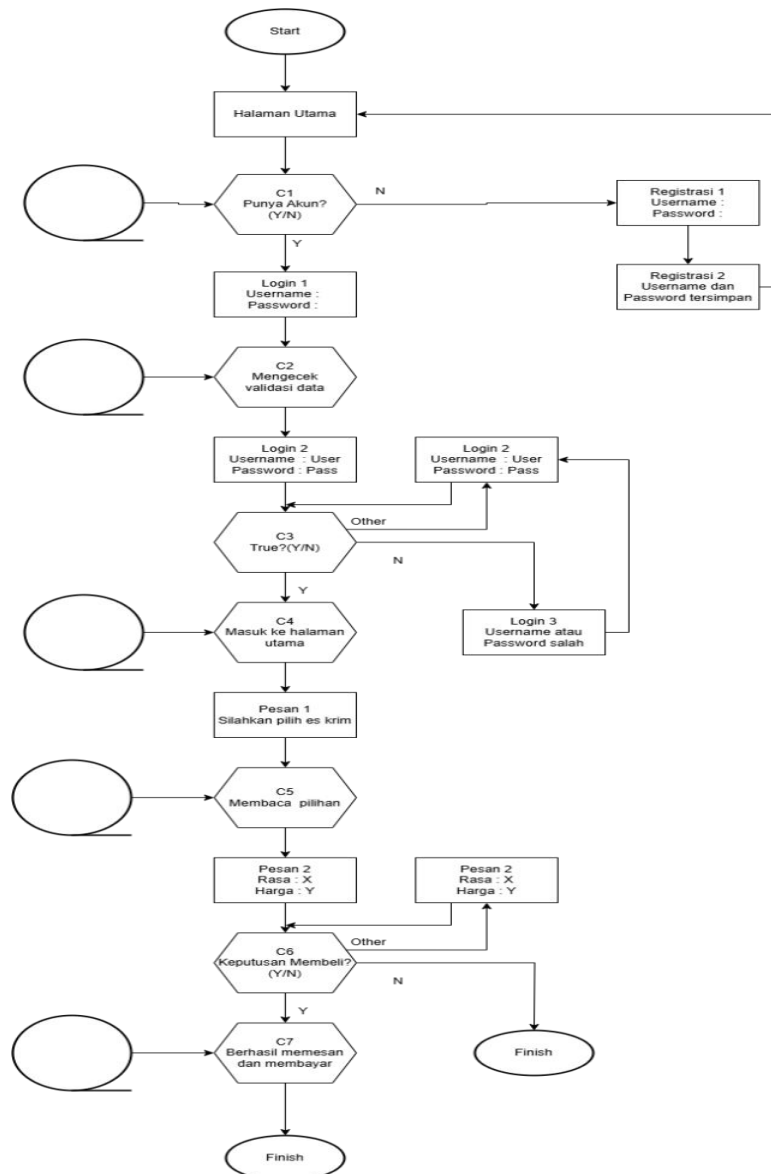 Start
Halaman Utama
C1
Punya Akun?
(Y/N)
N
Registrasi 1
Username :
Password :
Y
Registrasi 2
Username dan
Password tersimpan
Login 1
Username :
Password :
C2
Mengecek
validasi data
Login 2
Username : User
Password : Pass
Login 2
Username : User
Password : Pass
Other
C3
True?(Y/N)
N
Y
C4
Masuk ke halaman
utama
Login 3
Username atau
Password salah
Pesan 1
Silahkan pilih es krim
C5
Membaca pilihan
Pesan 2
Rasa : X
Harga : Y
Pesan 2
Rasa : X
Harga : Y
Other
C6
Keputusan Membeli?
(Y/N)
N
Y
C7
Berhasil memesan
dan membayar
Finish
Finish